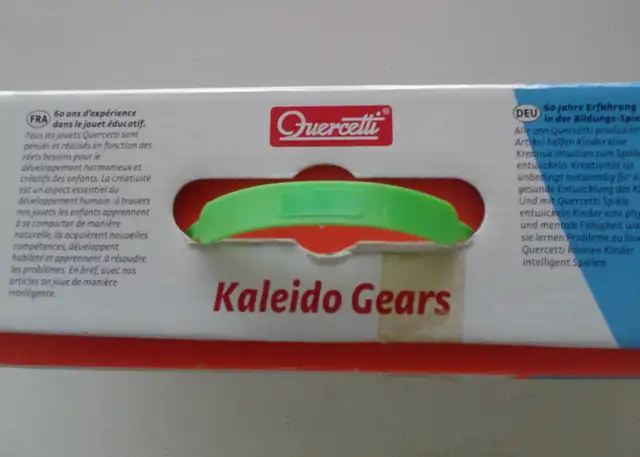 FRA
60 ans d'expérience
dans le jouet éducatif.
Tous les jouets Quercetti sont
pensés et réalisés en fonction des
réels besoins pour le
développement harmonieux et
créatifs des enfants. La créativité
est un aspect essentiel du
développement humain: à travers
nos jouets les enfants apprennent
à se comporter de manière
naturelle, ils acquièrent nouvelles
compétences, développent
habileté et apprennent à résoudre
les problèmes. En bref, avec nos
articles on joue de manière
intelligente.
Quercetti®
Kaleido Gears
DEU
60 Jahre Erfahrung
in der Bildungs-Spie
Alle von Quercetti produzie
Artikel helfen Kinder eine
Kreative Intuition zum Spiele
entwickeln. Kreativität ist
unbedingt notwendig für e
gesunde Entwicklung des K
Und mit Quercetti Spiele
entwickeln Kinder eine ph
und mentale Fähigkeit wä
sie lernen Probleme zu lö
Quercetti können Kinder
intelligent Spielen.